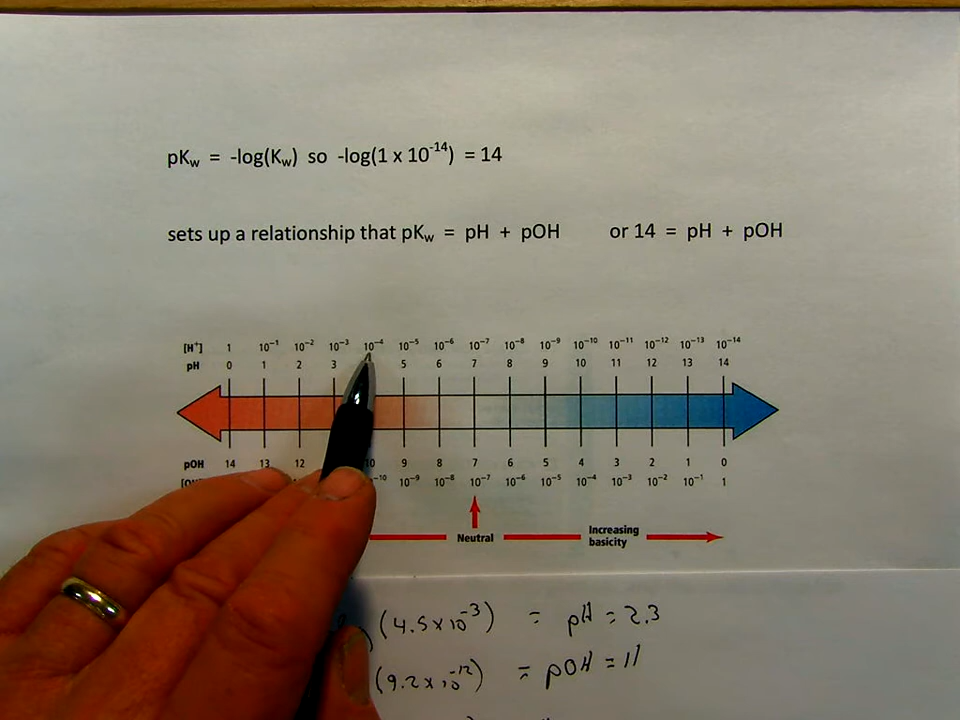 pKw = -log(Kw) so -log(1 x 10⁻¹⁴) = 14
sets up a relationship that pKw = pH + pOH or 14 = pH + pOH
[H⁺] 1 10⁻¹ 10⁻² 10⁻³ 10⁻⁴ 10⁻⁵ 10⁻⁶ 10⁻⁷ 10⁻⁸ 10⁻⁹ 10⁻¹⁰ 10⁻¹¹ 10⁻¹² 10⁻¹³ 10⁻¹⁴
pH 0 1 2 3 5 6 7 8 9 10 11 12 13 14
pOH 14 13 12 10 9 8 7 6 5 4 3 2 1 0
10⁻⁹ 10⁻⁸ 10⁻⁷ 10⁻⁶ 10⁻⁵ 10⁻⁴ 10⁻³ 10⁻² 10⁻¹ 1
Neutral Increasing
basicity
(4.5x10⁻³) = pH = 2.3
(9.2x10⁻¹²) = pOH = 11